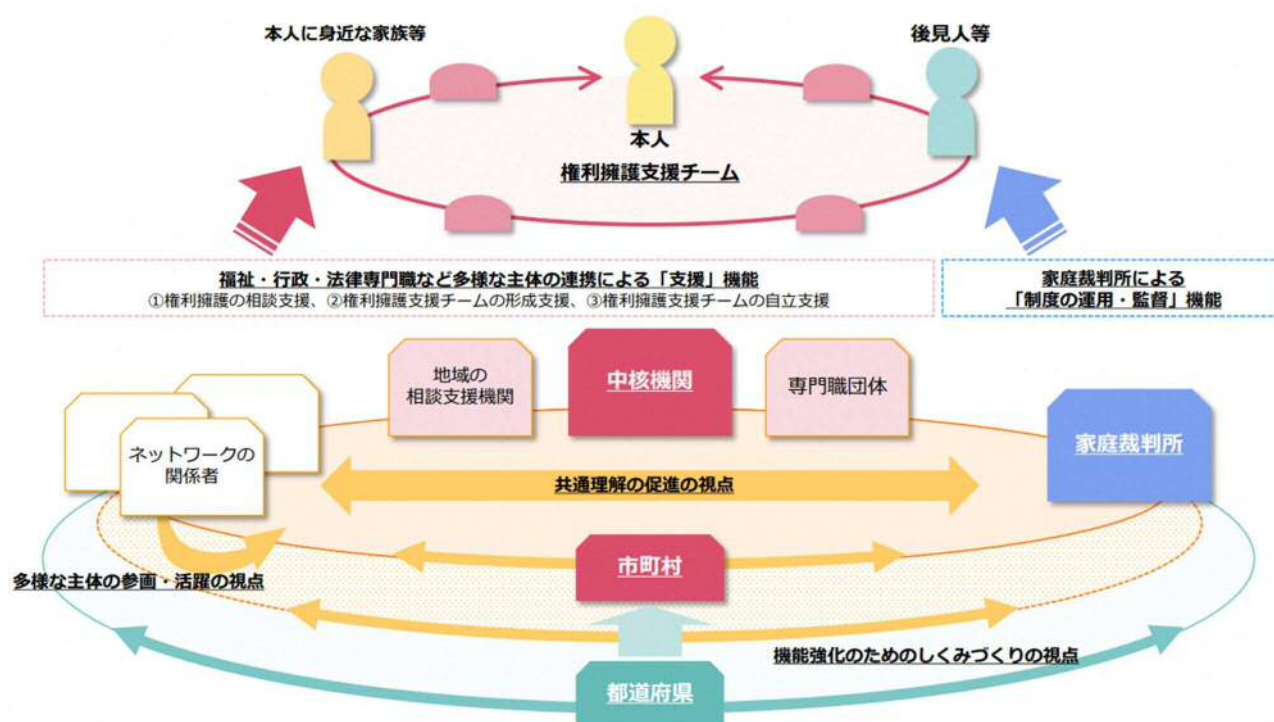 本人に身近な家族等
後見人等
本人
権利擁護支援チーム
福祉・行政・法律専門職など多様な主体の連携による「支援」機能
①権利擁護の相談支援、②権利擁護支援チームの形成支援、③権利擁護支援チームの自立支援
家庭裁判所による
「制度の運用・監督」機能
地域の
相談支援機関
中核機関
専門職団体
ネットワークの
関係者
家庭裁判所
共通理解の促進の視点
市町村
多様な主体の参画・活躍の視点
機能強化のためのしくみづくりの視点
都道府県